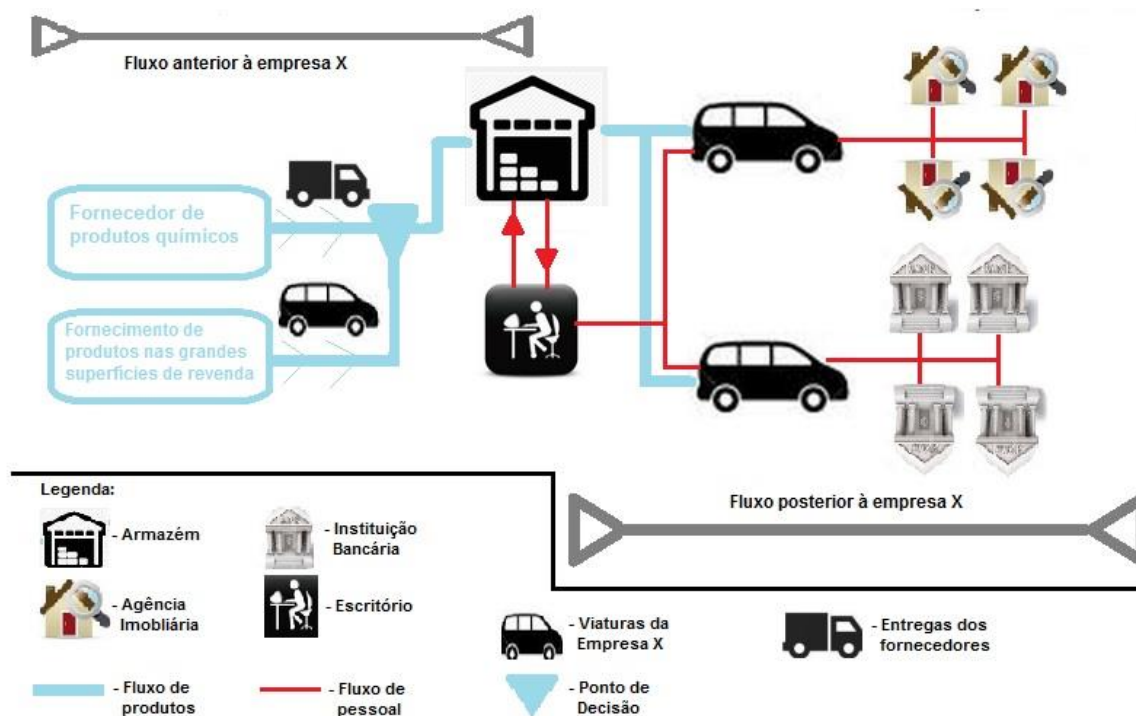 Fluxo anterior à empresa X
Fornecedor de
produtos químicos
Fornecimento de
produtos nas grandes
superfícies de revenda
Fluxo posterior à empresa X
Legenda:
- Armazém
- Instituição
Bancária
- Agência
Imobliária
- Escritório
- Viaturas da
Empresa X
- Entregas dos
fornecedores
- Fluxo de
produtos
- Fluxo de
pessoal
- Ponto de
Decisão